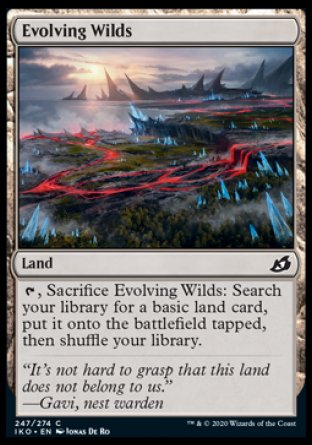 Evolving Wilds
Land
, Sacrifice Evolving Wilds: Search
your library for a basic land card,
put it onto the battlefield tapped,
then shuffle your library.
“It’s not hard to grasp that this land
does not belong to us.”
—Gavi, nest warden
247/274 C
IKO • EN Jonas De Ro
™ & © 2020 Wizards of the Coast